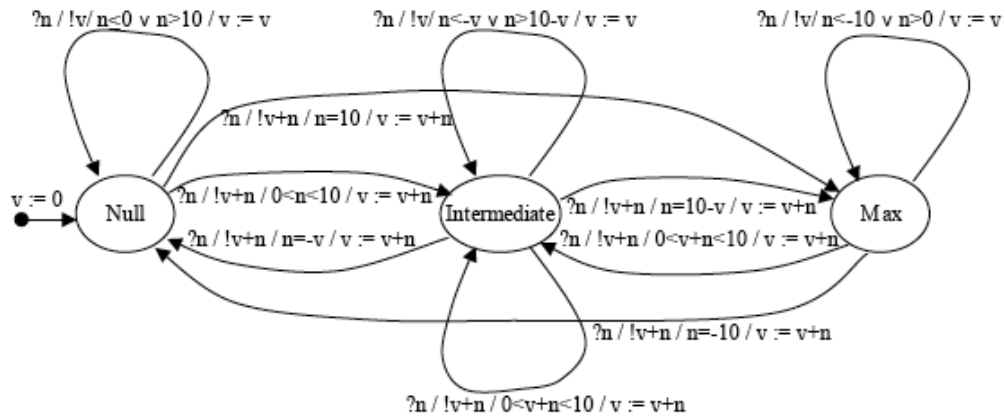 ?n / !v/ n<0 ∨ n>10 / v := v
?n / !v/ n<-v ∨ n>10-v / v := v
?n / !v/ n<-10 ∨ n>0 / v := v
?n / !v+n / n=10 / v := v+n
v := 0
Null
?n / !v+n / 0<n<10 / v := v+n
Intermediate
?n / !v+n / n=10-v / v := v+n
Max
?n / !v+n / n=-v / v := v+n
?n / !v+n / 0<v+n<10 / v := v+n
?n / !v+n / n=-10 / v := v+n
?n / !v+n / 0<v+n<10 / v := v+n